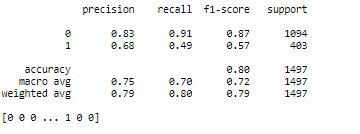 precision recall f1-score support
0 0.83 0.91 0.87 1094
1 0.68 0.49 0.57 403
accuracy 0.80 1497
macro avg 0.75 0.70 0.72 1497
weighted avg 0.79 0.80 0.79 1497
[0 0 0 ... 1 0 0]